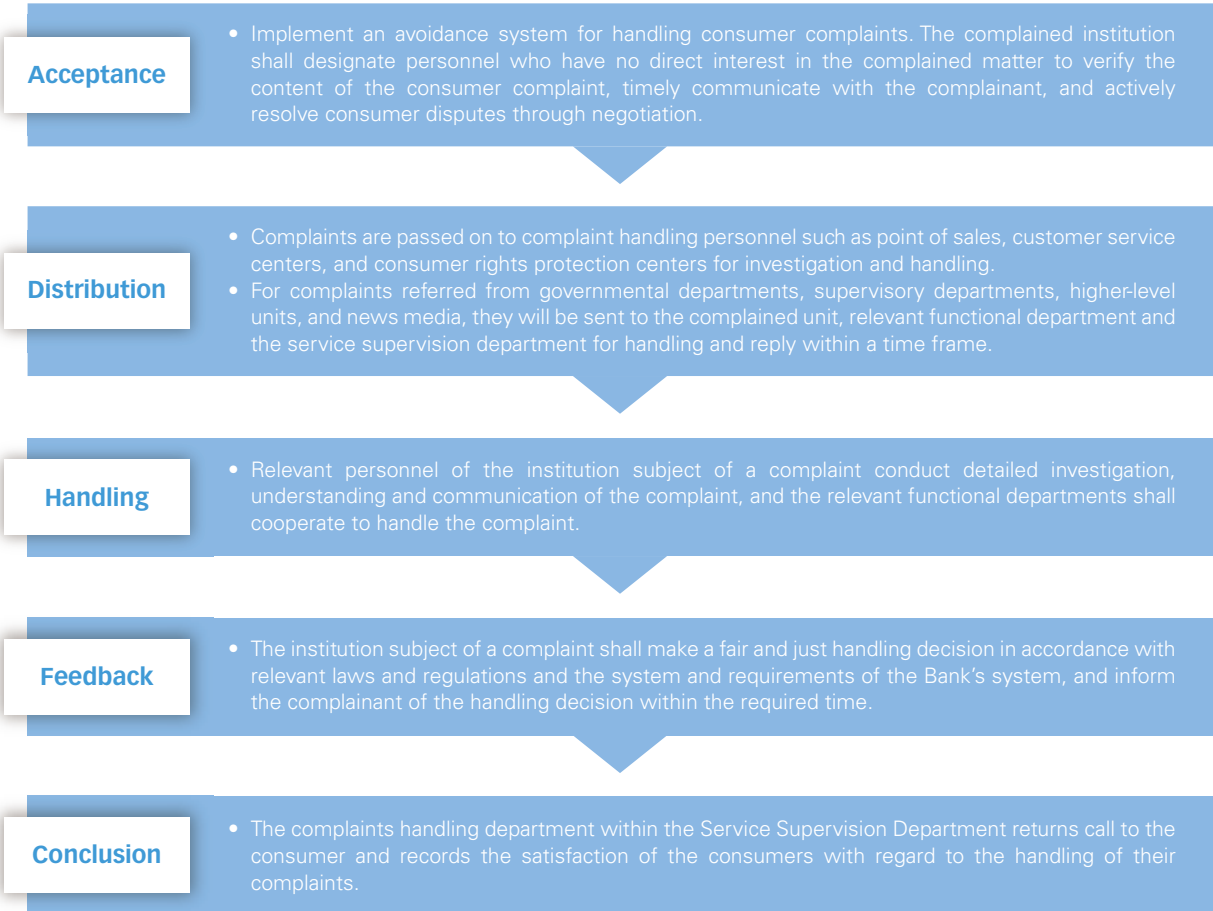 Acceptance
• Implement an avoidance system for handling consumer complaints. The complained institution
shall designate personnel who have no direct interest in the complained matter to verify the
content of the consumer complaint, timely communicate with the complainant, and actively
resolve consumer disputes through negotiation.
Distribution
• Complaints are passed on to complaint handling personnel such as point of sales, customer service
centers, and consumer rights protection centers for investigation and handling.
• For complaints referred from governmental departments, supervisory departments, higher-level
units, and news media, they will be sent to the complained unit, relevant functional department and
the service supervision department for handling and reply within a time frame.
Handling
• Relevant personnel of the institution subject of a complaint conduct detailed investigation,
understanding and communication of the complaint, and the relevant functional departments shall
cooperate to handle the complaint.
Feedback
• The institution subject of a complaint shall make a fair and just handling decision in accordance with
relevant laws and regulations and the system and requirements of the Bank's system, and inform
the complainant of the handling decision within the required time.
Conclusion
• The complaints handling department within the Service Supervision Department returns call to the
consumer and records the satisfaction of the consumers with regard to the handling of their
complaints.